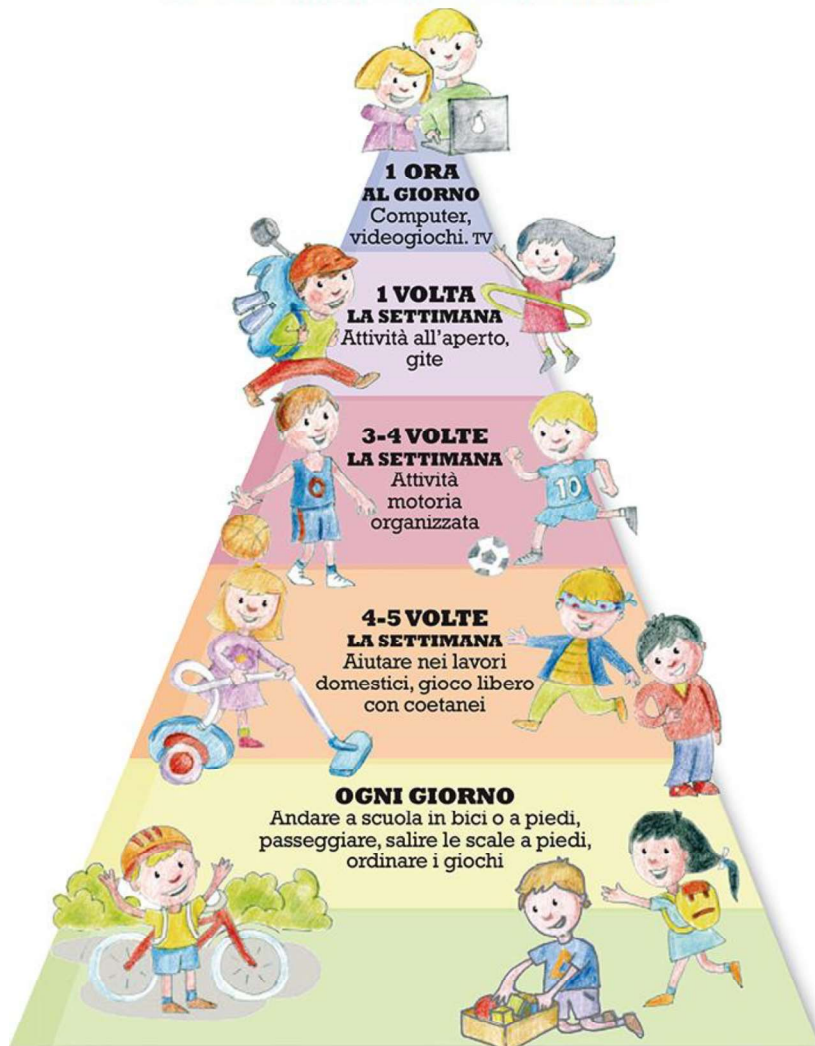 1 ORA
AL GIORNO
Computer,
videogiochi. TV
1 VOLTA
LA SETTIMANA
Attività all'aperto,
gite
3-4 VOLTE
LA SETTIMANA
Attività
motoria
organizzata
10
4-5 VOLTE
LA SETTIMANA
Aiutare nei lavori
domestici, gioco libero
con coetanei
OGNI GIORNO
Andare a scuola in bici o a piedi,
passeggiare, salire le scale a piedi,
ordinare i giochi